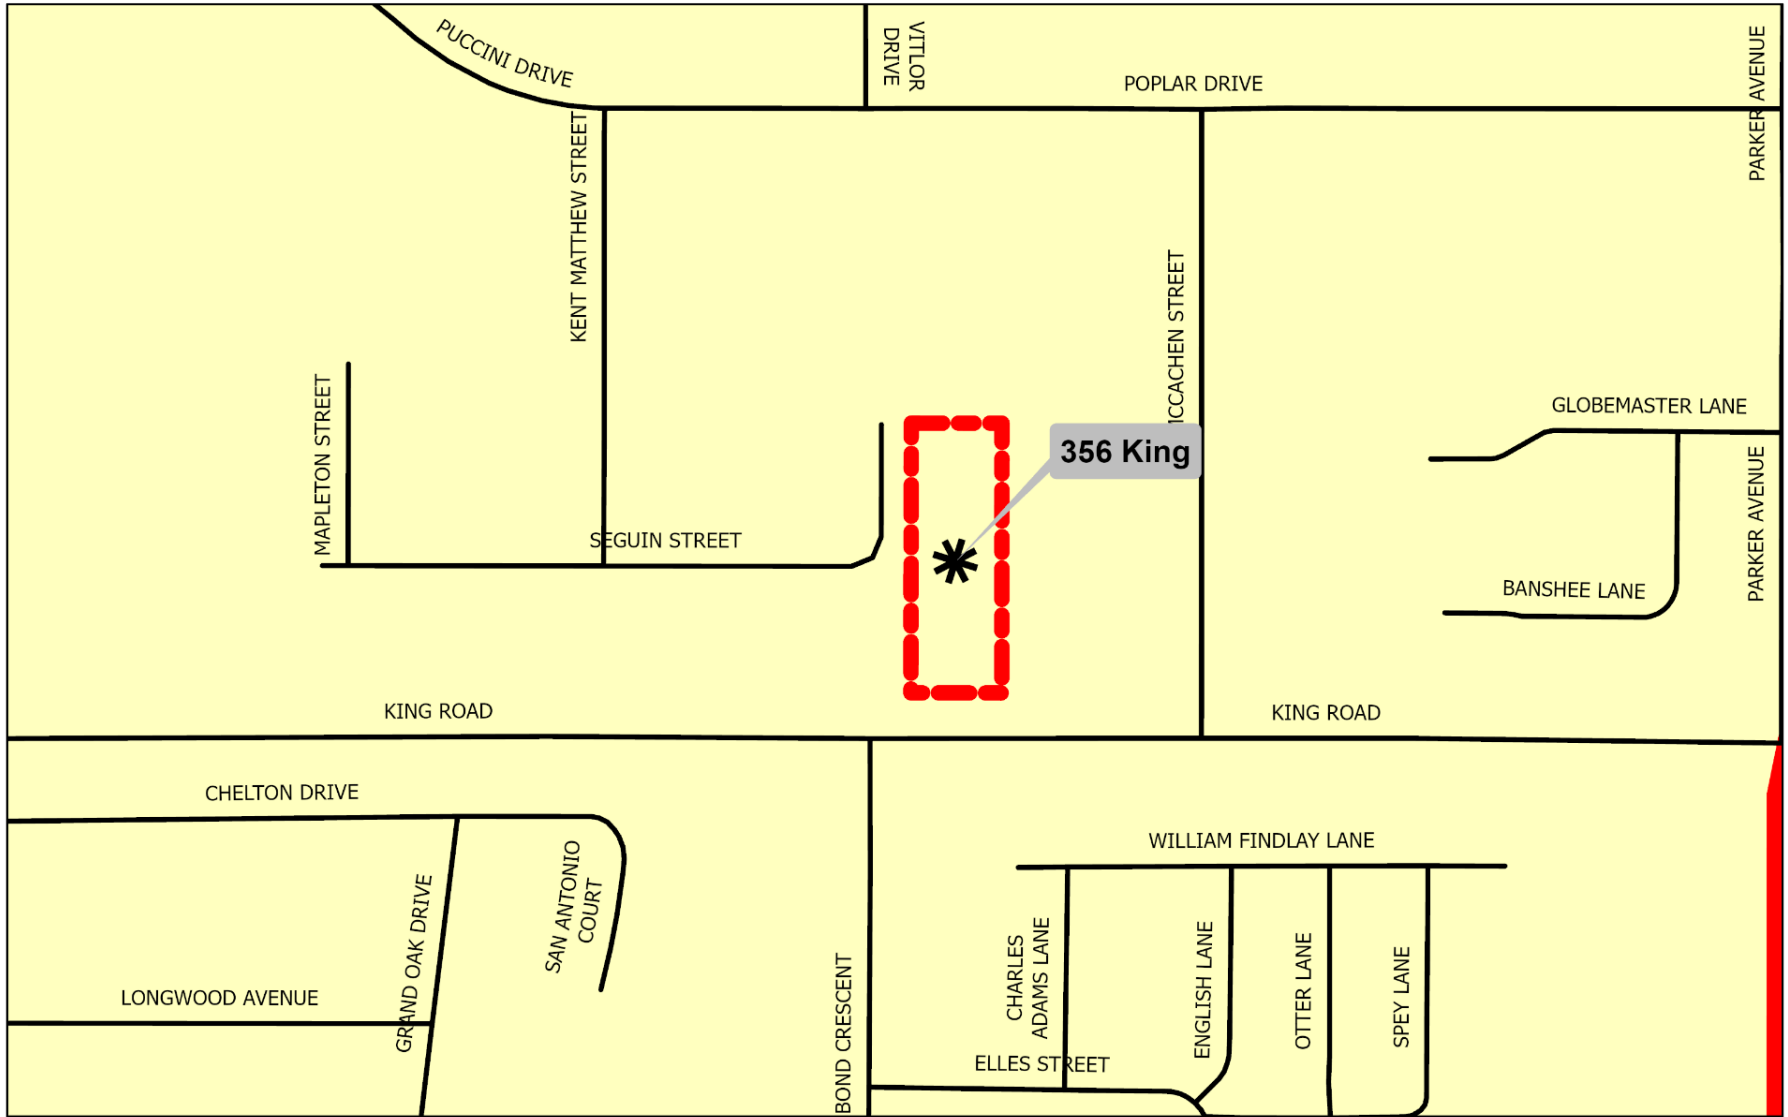 PUCCINI DRIVE
VITLOR
DRIVE
POPLAR DRIVE
PARKER AVENUE
KENT MATTHEW STREET
MCCACHEN STREET
MAPLETON STREET
GLOBEMASTER LANE
356 King
SEGUIN STREET
PARKER AVENUE
BANSHEE LANE
KING ROAD
KING ROAD
CHELTON DRIVE
WILLIAM FINDLAY LANE
SAN ANTONIO
COURT
GRAND OAK DRIVE
LONGWOOD AVENUE
BOND CRESCENT
CHARLES
ADAMS LANE
ENGLISH LANE
OTTER LANE
SPEY LANE
ELLES STREET